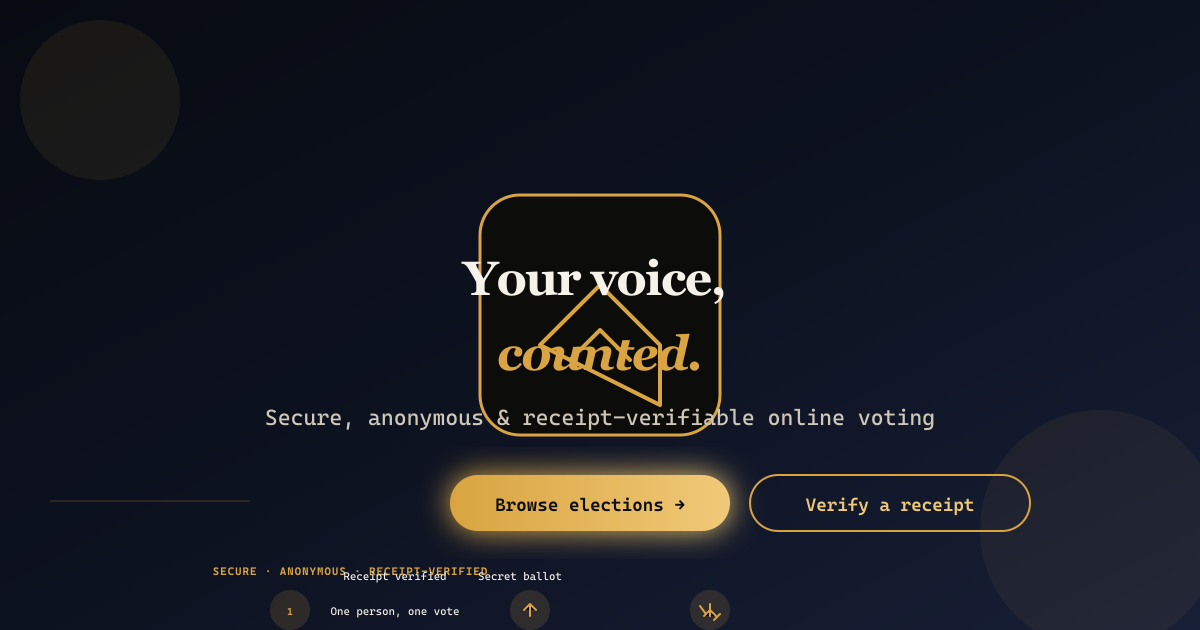 Your voice,
counted.
Secure, anonymous & receipt-verifiable online voting
Browse elections →
Verify a receipt
SECURE · ANONYMOUS · RECEIPT-VERIFIED
Receipt verified
Secret ballot
1
One person, one vote